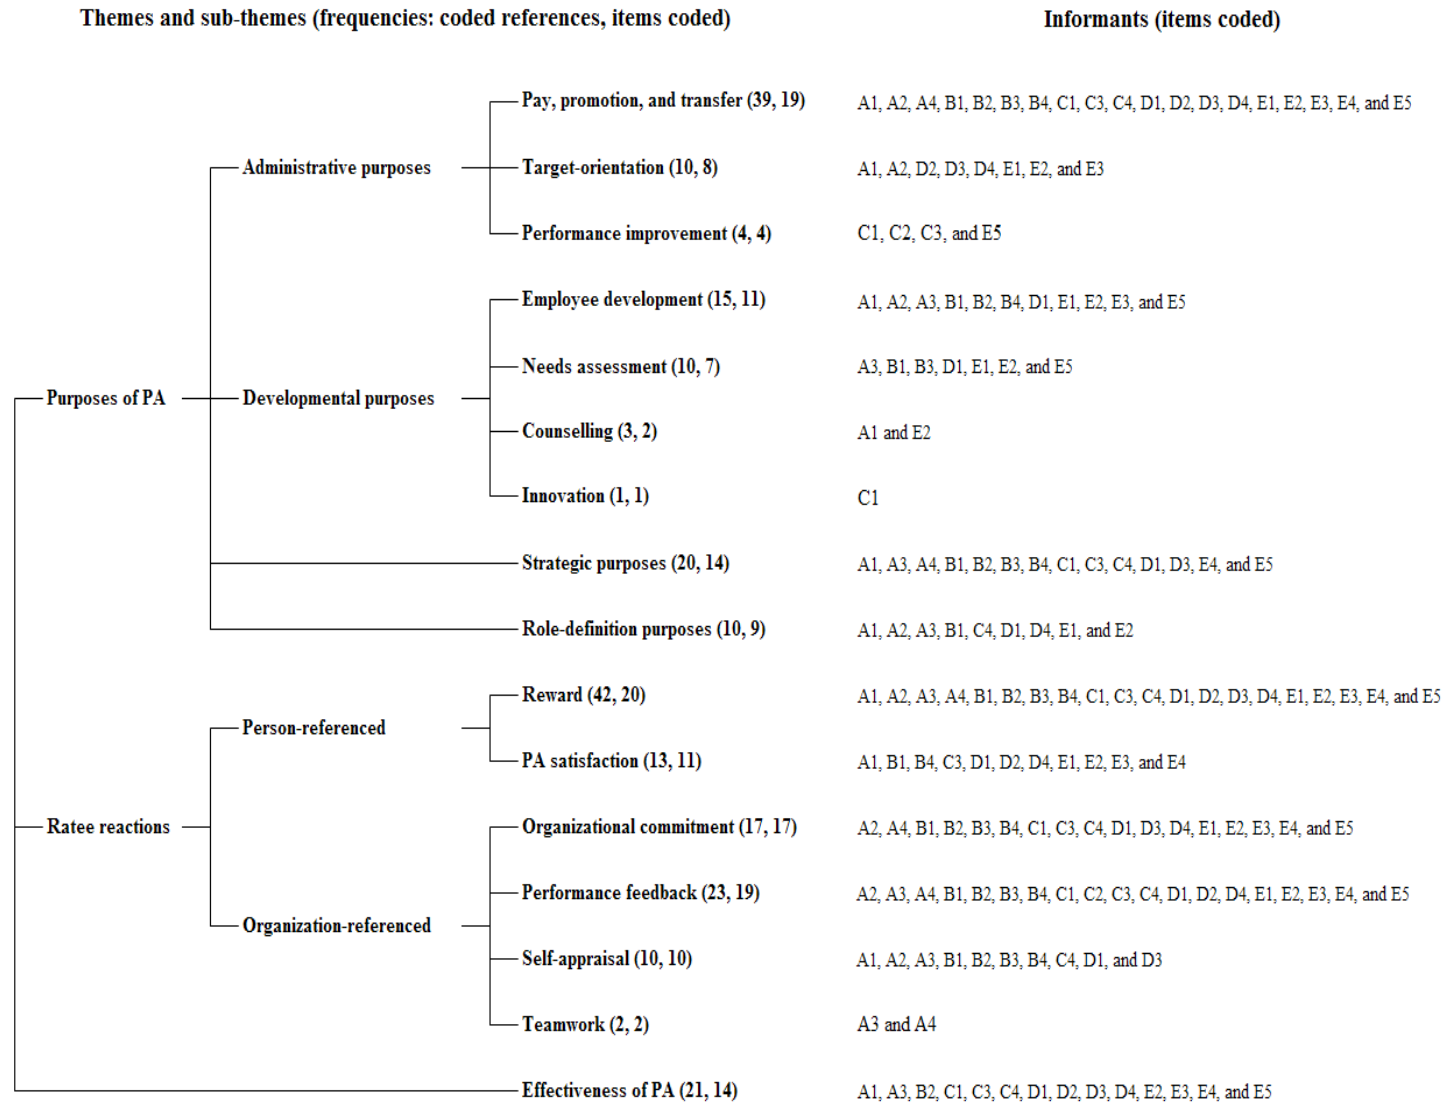 Themes and sub-themes (frequencies: coded references, items coded) Informants (items coded)
Pay, promotion, and transfer (39, 19) A1, A2, A4, B1, B2, B3, B4, C1, C3, C4, D1, D2, D3, D4, E1, E2, E3, E4, and E5
Administrative purposes Target-orientation (10, 8) A1, A2, D2, D3, D4, E1, E2, and E3
Performance improvement (4, 4) C1, C2, C3, and E5
Employee development (15, 11) A1, A2, A3, B1, B2, B4, D1, E1, E2, E3, and E5
Needs assessment (10, 7) A3, B1, B3, D1, E1, E2, and E5
Purposes of PA Developmental purposes
Counselling (3, 2) A1 and E2
Innovation (1, 1) C1
Strategic purposes (20, 14) A1, A3, A4, B1, B2, B3, B4, C1, C3, C4, D1, D3, E4, and E5
Role-definition purposes (10, 9) A1, A2, A3, B1, C4, D1, D4, E1, and E2
Reward (42, 20) A1, A2, A3, A4, B1, B2, B3, B4, C1, C3, C4, D1, D2, D3, D4, E1, E2, E3, E4, and E5
Person-referenced
PA satisfaction (13, 11) A1, B1, B4, C3, D1, D2, D4, E1, E2, E3, and E4
Ratee reactions Organizational commitment (17, 17) A2, A4, B1, B2, B3, B4, C1, C3, C4, D1, D3, D4, E1, E2, E3, E4, and E5
Performance feedback (23, 19) A2, A3, A4, B1, B2, B3, B4, C1, C2, C3, C4, D1, D2, D4, E1, E2, E3, E4, and E5
Organization-referenced
Self-appraisal (10, 10) A1, A2, A3, B1, B2, B3, B4, C4, D1, and D3
Teamwork (2, 2) A3 and A4
Effectiveness of PA (21, 14) A1, A3, B2, C1, C3, C4, D1, D2, D3, D4, E2, E3, E4, and E5